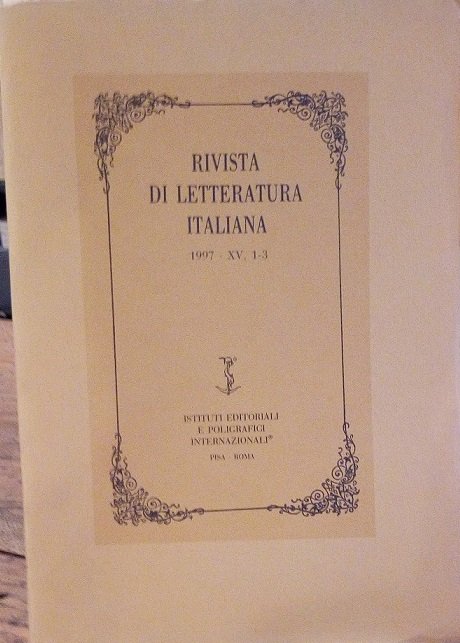 RIVISTA
DI LETTERATURA
ITALIANA
1997 · XV, 1-3
ISTITUTI EDITORIALI
E POLIGRAFICI
INTERNAZIONALI®
PISA - ROMA